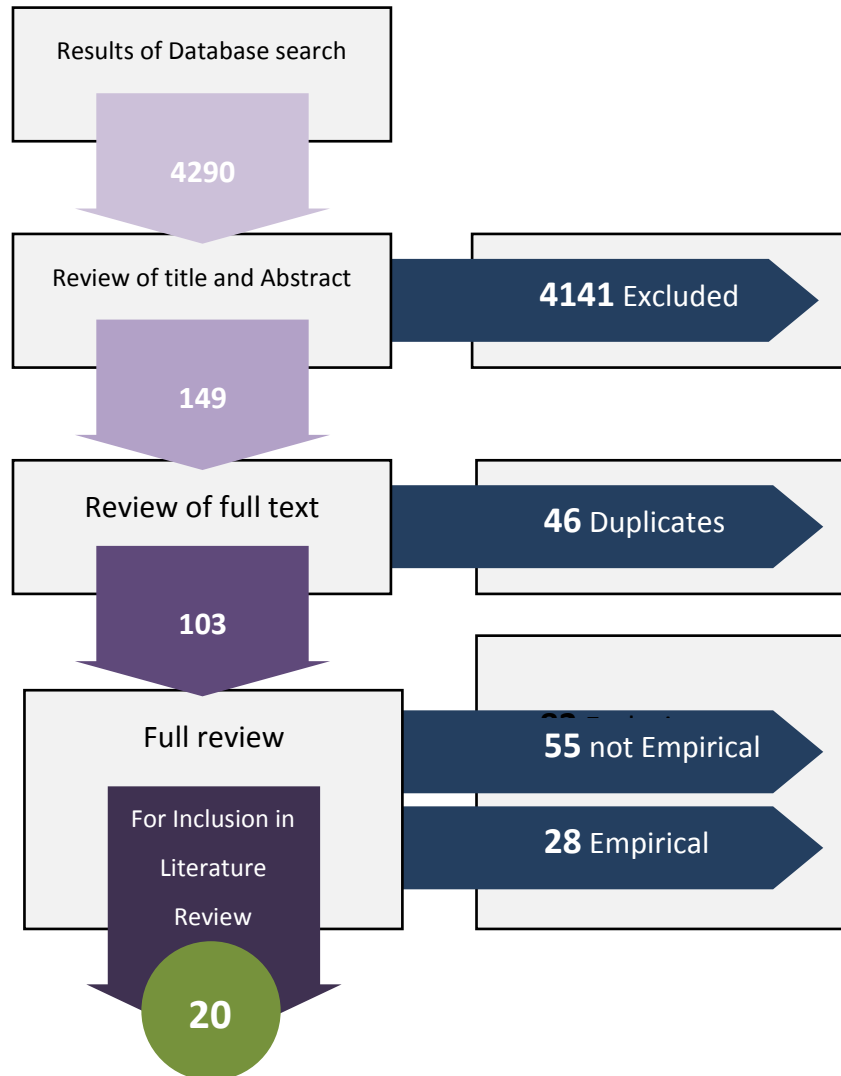 Results of Database search
4290
Review of title and Abstract
4141 Excluded
149
Review of full text
46 Duplicates
103
Full review
55 not Empirical
28 Empirical
For Inclusion in
Literature
Review
20